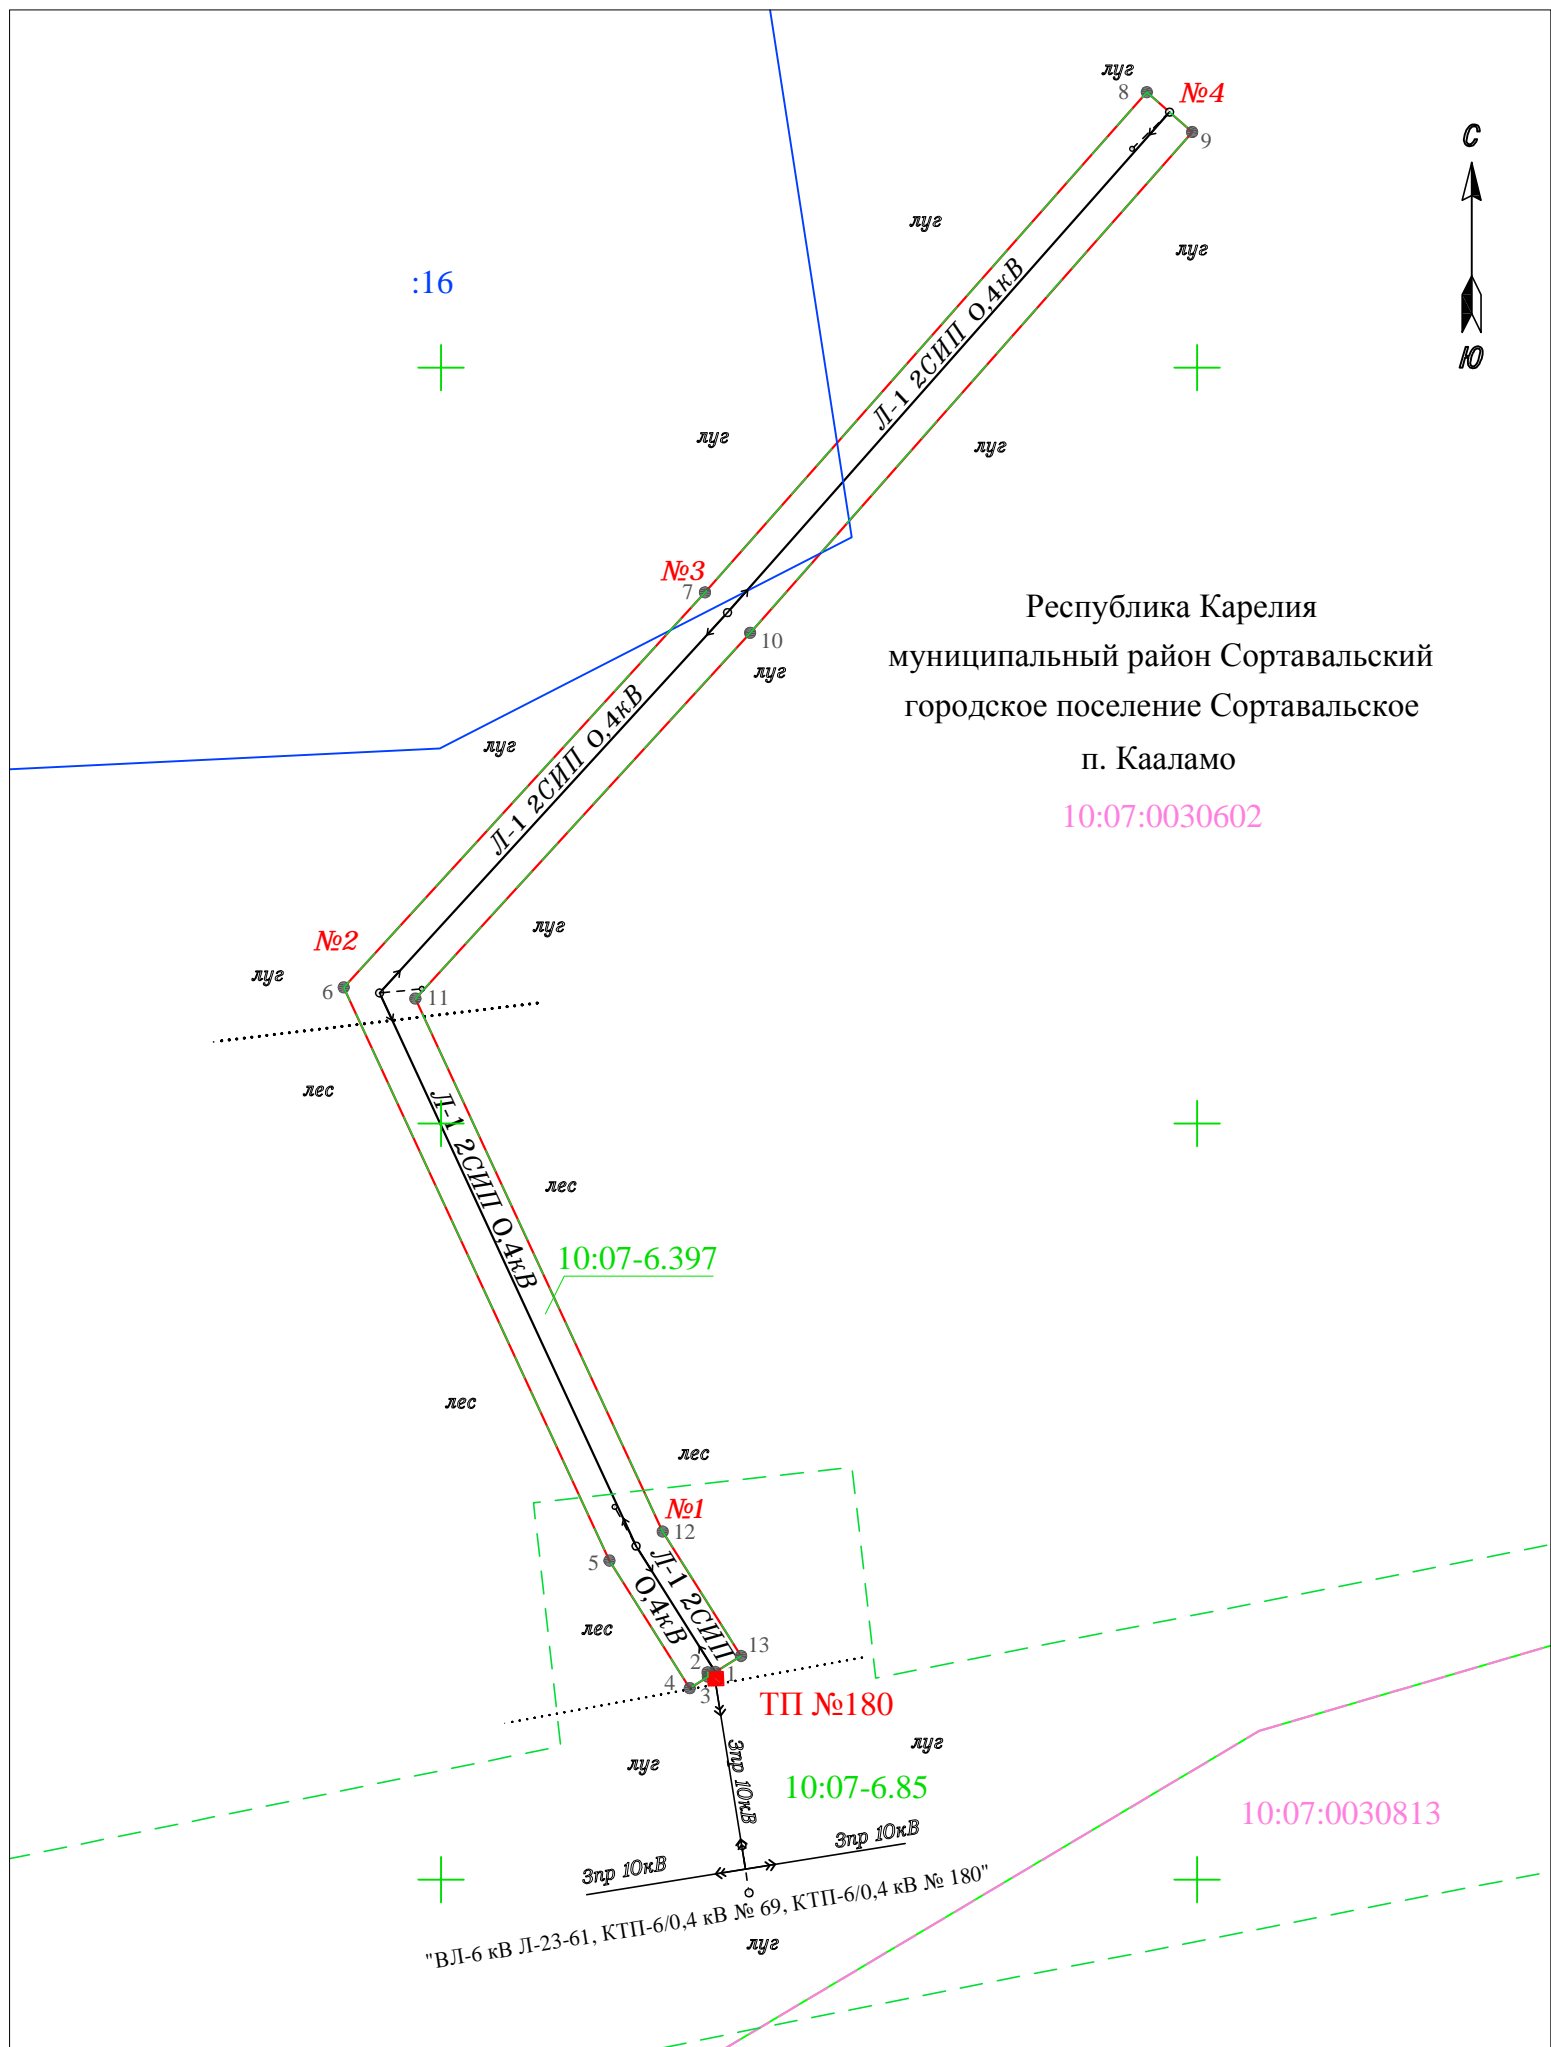 луг
8
№4
9
С
луг
луг
:16
Л-1 2СИП 0,4кВ
Ю
луг
луг
№3
7
10
луг
Республика Карелия
муниципальный район Сортавальский
городское поселение Сортавальское
п. Кааламо
10:07:0030602
луг
Л-1 2СИП 0,4кВ
луг
№2
луг
6
11
лес
Л-1 2СИП 0,4кВ
лес
10:07-6.397
лес
лес
№1
12
5
Л-1 2СИП
0,4кВ
лес
13
2
1
4
3
ТП №180
луг
луг
3пр 10кВ
10:07-6.85
10:07:0030813
3пр 10кВ
3пр 10кВ
"ВЛ-6 кВ Л-23-61, КТП-6/0,4 кВ № 69, КТП-6/0,4 кВ № 180"
луг